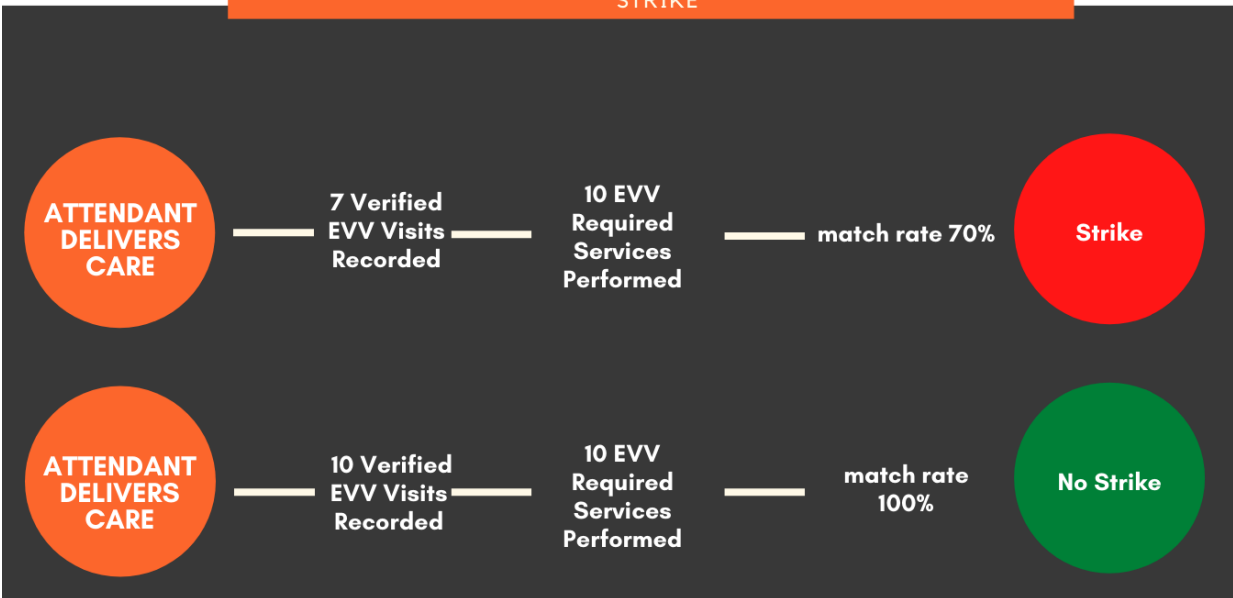 STRIKE
ATTENDANT
DELIVERS
CARE
7 Verified
EVV Visits
Recorded
10 EVV
Required
Services
Performed
match rate 70%
Strike
ATTENDANT
DELIVERS
CARE
10 Verified
EVV Visits
Recorded
10 EVV
Required
Services
Performed
match rate
100%
No Strike